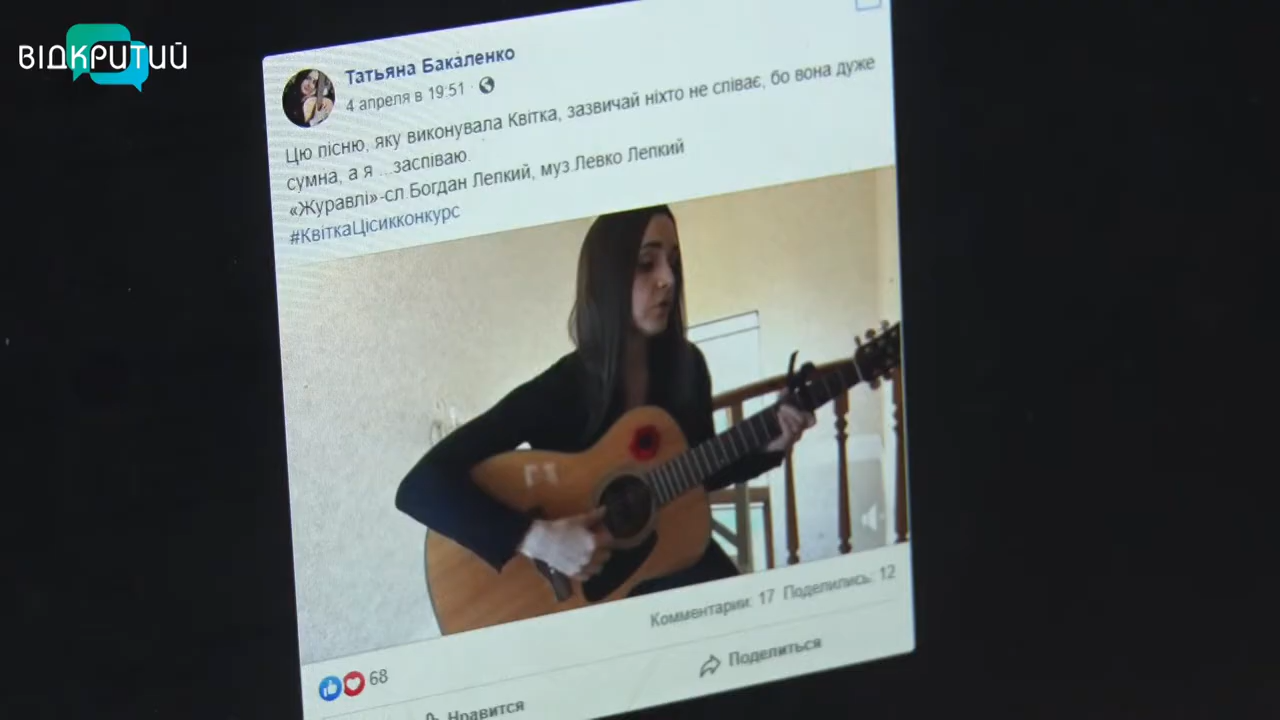 ВІДКРИТИЙ
Татьяна Бакаленко
4 апреля в 19:51 ·
Цю пісню, яку виконувала Квітка, зазвичай ніхто не співає, бо вона дуже
сумна, а я ...заспіваю.
«Журавлі»-сл Богдан Лепкий, муз.Левко Лепкий
#КвіткаЦісикконкурс
Комментарии: 17 Поделились: 12
68
Нравится
Поделиться